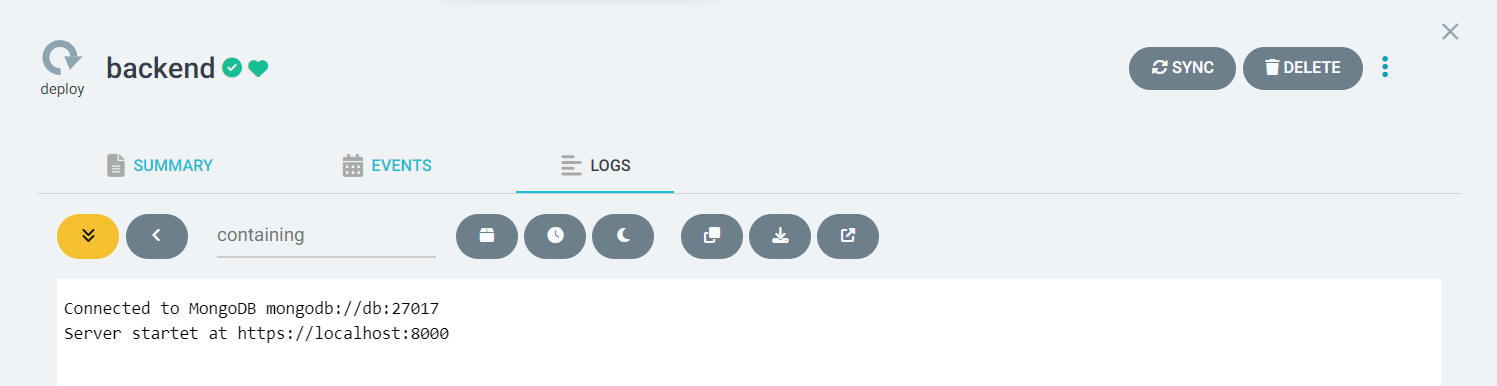 backend
deploy
SYNC
DELETE
SUMMARY
EVENTS
LOGS
containing
Connected to MongoDB mongodb://db:27017
Server startet at https://localhost:8000